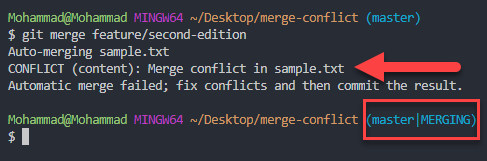 Mohammad@Mohammad MINGW64 ~/Desktop/merge-conflict (master)
$ git merge feature/second-edition
Auto-merging sample.txt
CONFLICT (content): Merge conflict in sample.txt
Automatic merge failed; fix conflicts and then commit the result.
Mohammad@Mohammad MINGW64 ~/Desktop/merge-conflict (master|MERGING)
$